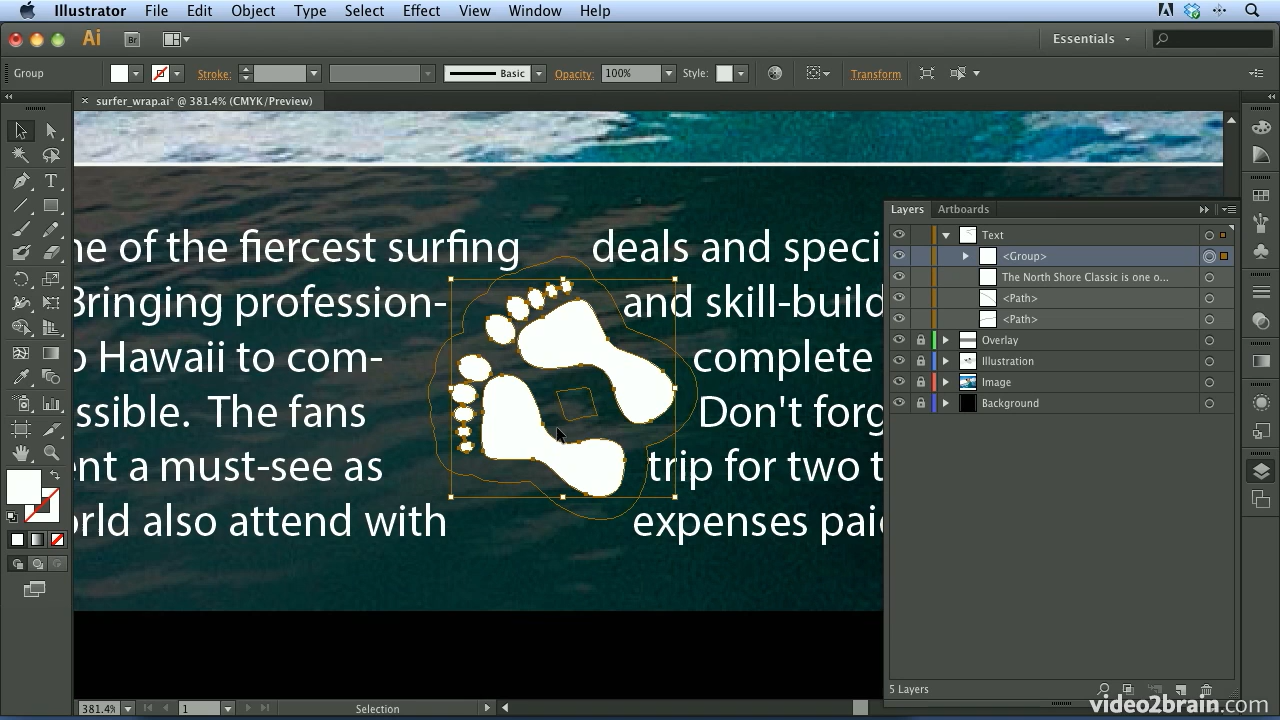 Illustrator File Edit Object Type Select Effect View Window Help
Ai Br Essentials
Group Stroke: Basic Opacity: 100% Style: Transform
× surfer_wrap.ai* @ 381.4% (CMYK/Preview)
ne of the fiercest surfing
Bringing profession-
o Hawaii to com-
ssible. The fans
ent a must-see as
orld also attend with
deals and speci
and skill-build
complete
Don't forg
trip for two t
expenses paid
Layers Artboards
Text
<Group>
The North Shore Classic is one o...
<Path>
<Path>
Overlay
Illustration
Image
Background
5 Layers
381.4% 1 Selection
video2brain.com